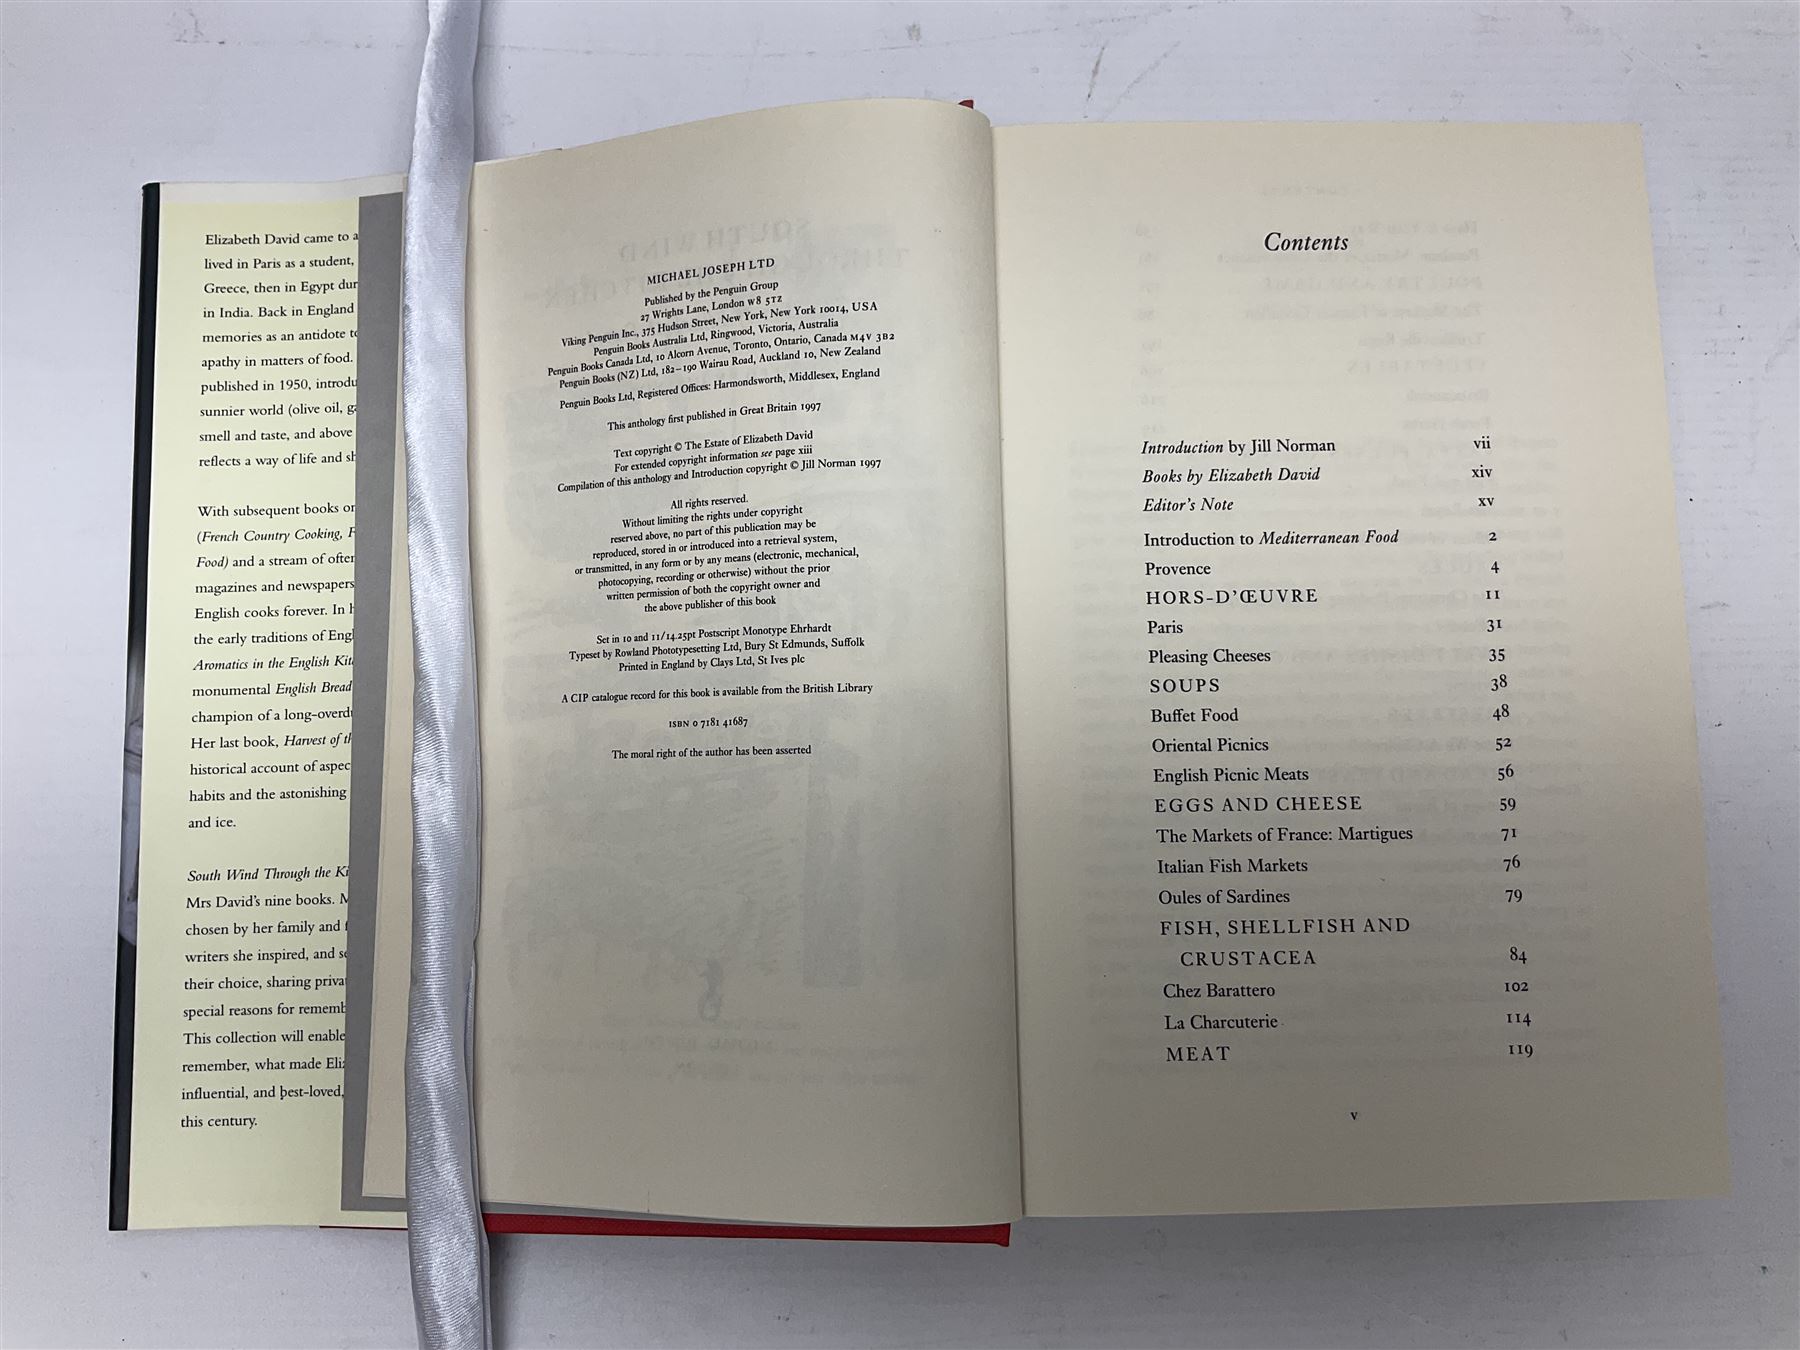 Elizabeth David came to a
lived in Paris as a student,
Greece, then in Egypt dur
in India. Back in England
memories as an antidote to
apathy in matters of food.
published in 1950, introdu
sunnier world (olive oil, ga
smell and taste, and above
reflects a way of life and sh
With subsequent books on
(French Country Cooking, F
Food) and a stream of often
magazines and newspapers,
English cooks forever. In h
the early traditions of Engl
Aromatics in the English Kit
monumental English Bread
champion of a long-overdu
Her last book, Harvest of th
historical account of aspec
habits and the astonishing
and ice.
South Wind Through the Ki
Mrs David's nine books. M
chosen by her family and f
writers she inspired, and se
their choice, sharing priva
special reasons for rememb
This collection will enable
remember, what made Eliz
influential, and best-loved,
this century.
MICHAEL JOSEPH LTD
Published by the Penguin Group
27 Wrights Lane, London W8 5TZ
Viking Penguin Inc., 375 Hudson Street, New York, New York 10014, USA
Penguin Books Australia Ltd, Ringwood, Victoria, Australia
Penguin Books Canada Ltd, 10 Alcorn Avenue, Toronto, Ontario, Canada M4V 3B2
Penguin Books (NZ) Ltd, 182–190 Wairau Road, Auckland 10, New Zealand
Penguin Books Ltd, Registered Offices: Harmondsworth, Middlesex, England
This anthology first published in Great Britain 1997
Text copyright © The Estate of Elizabeth David
For extended copyright information see page xiii
Compilation of this anthology and Introduction copyright © Jill Norman 1997
All rights reserved.
Without limiting the rights under copyright
reserved above, no part of this publication may be
reproduced, stored in or introduced into a retrieval system,
or transmitted, in any form or by any means (electronic, mechanical,
photocopying, recording or otherwise) without the prior
written permission of both the copyright owner and
the above publisher of this book
Set in 10 and 11/14.25pt Postscript Monotype Ehrhardt
Typeset by Rowland Phototypesetting Ltd, Bury St Edmunds, Suffolk
Printed in England by Clays Ltd, St Ives plc
A CIP catalogue record for this book is available from the British Library
ISBN 0 7181 41687
The moral right of the author has been asserted
Contents
Introduction by Jill Norman vii
Books by Elizabeth David xiv
Editor's Note xv
Introduction to Mediterranean Food 2
Provence 4
HORS-D'ŒUVRE 11
Paris 31
Pleasing Cheeses 35
SOUPS 38
Buffet Food 48
Oriental Picnics 52
English Picnic Meats 56
EGGS AND CHEESE 59
The Markets of France: Martigues 71
Italian Fish Markets 76
Oules of Sardines 79
FISH, SHELLFISH AND
CRUSTACEA 84
Chez Barattero 102
La Charcuterie 114
MEAT 119
v